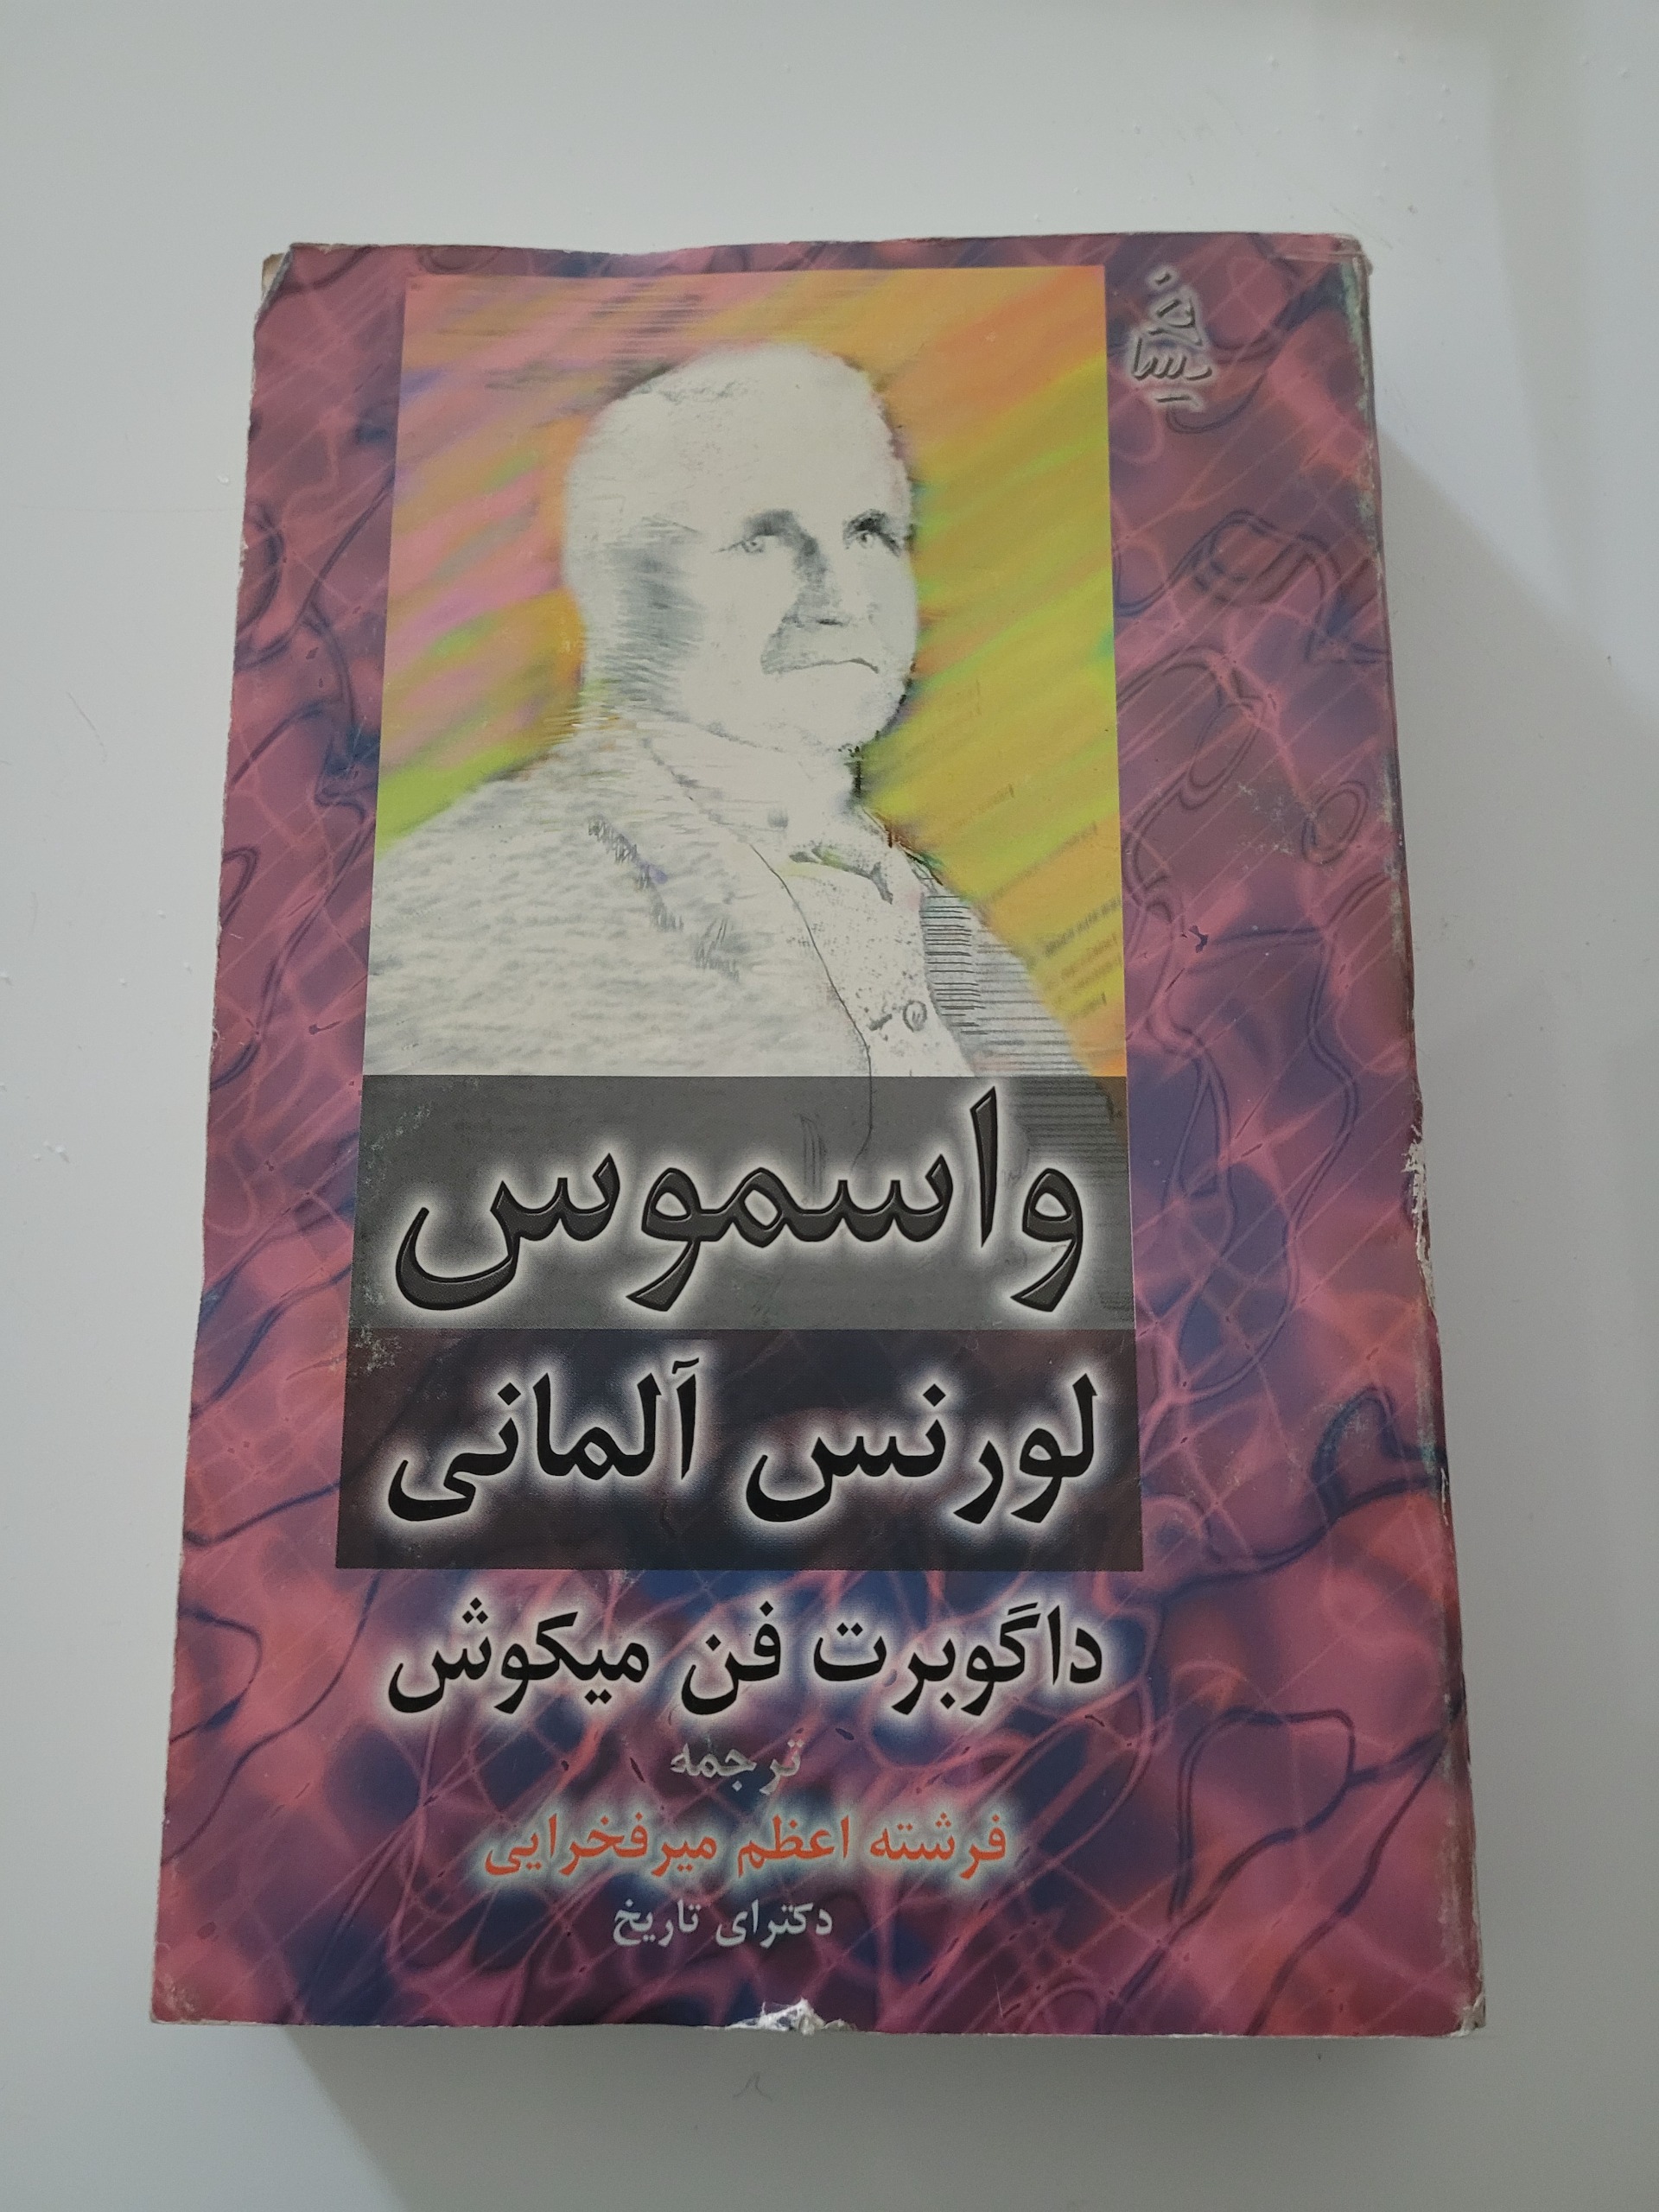 واسموس
لورنس آلمانی
داگوبرت فن میکوش
ترجمه
فرشته اعظم میرفخرایی
دکترای تاریخ